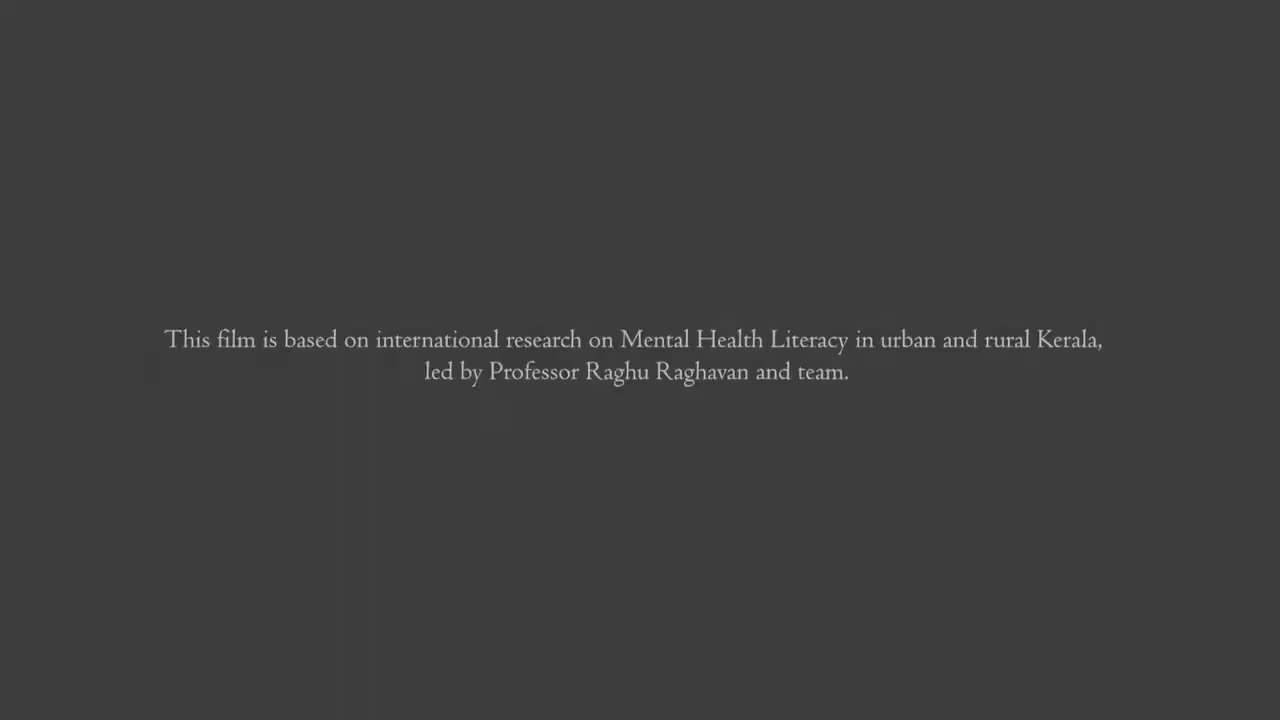 This film is based on international research on Mental Health Literacy in urban and rural Kerala,
led by Professor Raghu Raghavan and team.